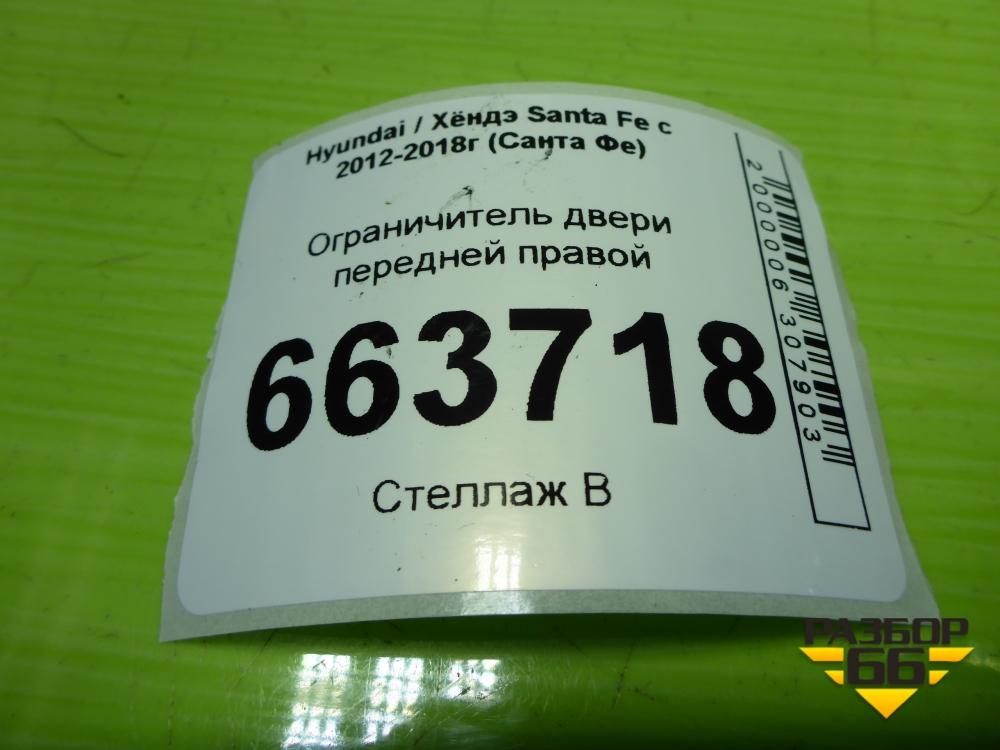 Hyundai / Хёндэ Santa Fe с
2012-2018г (Санта Фе)
Ограничитель двери
передней правой
663718
Стеллаж В
2000006307903
РАЗБОР
66